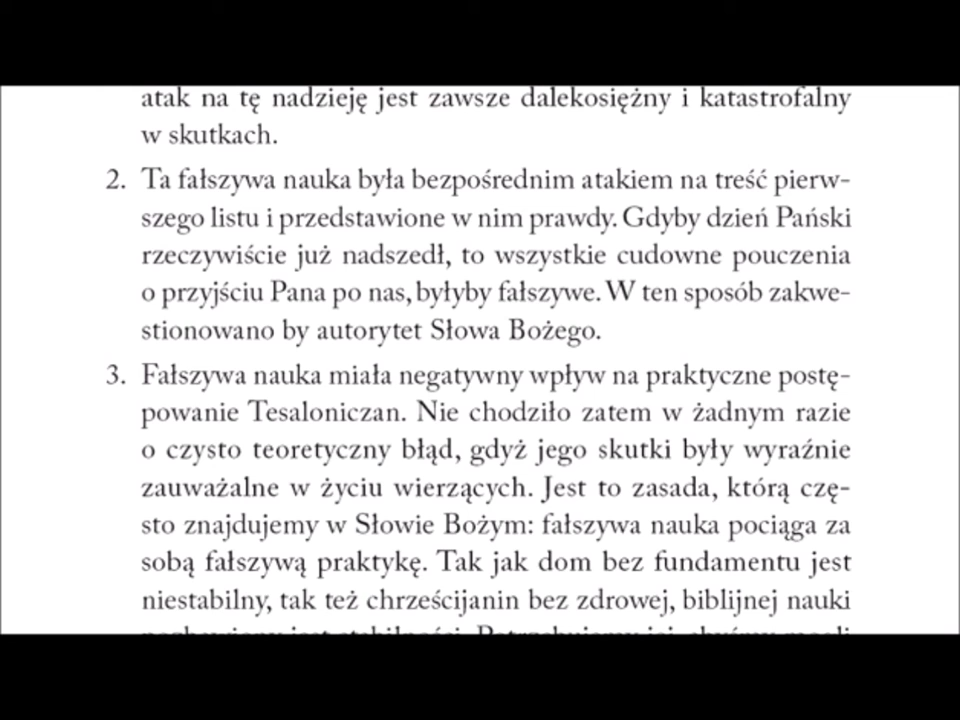 atak na tę nadzieję jest zawsze dalekosiężny i katastrofalny
w skutkach.
2. Ta fałszywa nauka była bezpośrednim atakiem na treść pierw-
szego listu i przedstawione w nim prawdy. Gdyby dzień Pański
rzeczywiście już nadszedł, to wszystkie cudowne pouczenia
o przyjściu Pana po nas, byłyby fałszywe. W ten sposób zakwe-
stionowano by autorytet Słowa Bożego.
3. Fałszywa nauka miała negatywny wpływ na praktyczne postę-
powanie Tesaloniczan. Nie chodziło zatem w żadnym razie
o czysto teoretyczny błąd, gdyż jego skutki były wyraźnie
zauważalne w życiu wierzących. Jest to zasada, którą czę-
sto znajdujemy w Słowie Bożym: fałszywa nauka pociąga za
sobą fałszywą praktykę. Tak jak dom bez fundamentu jest
niestabilny, tak też chrześcijanin bez zdrowej, biblijnej nauki